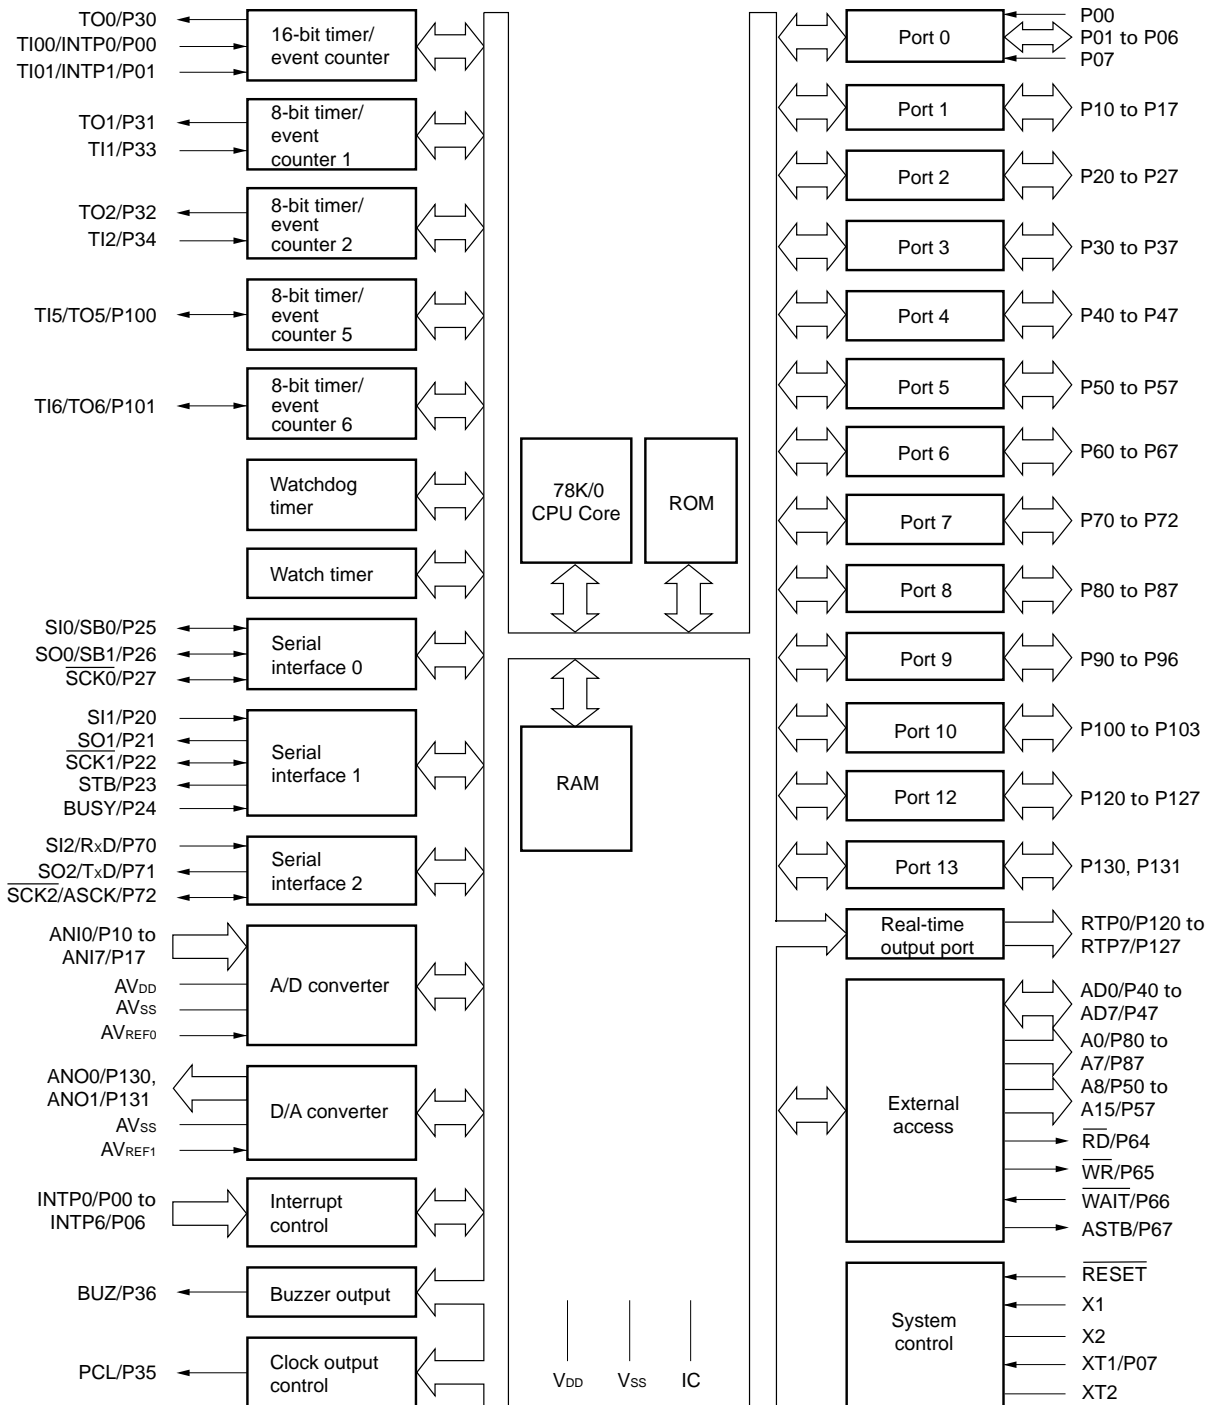 TO0/P30
TI00/INTP0/P00
TI01/INTP1/P01
16-bit timer/
event counter
TO1/P31
TI1/P33
8-bit timer/
event
counter 1
TO2/P32
TI2/P34
8-bit timer/
event
counter 2
TI5/TO5/P100
8-bit timer/
event
counter 5
TI6/TO6/P101
8-bit timer/
event
counter 6
Watchdog
timer
Watch timer
SI0/SB0/P25
SO0/SB1/P26
SCK0/P27
Serial
interface 0
SI1/P20
SO1/P21
SCK1/P22
STB/P23
BUSY/P24
Serial
interface 1
SI2/RxD/P70
SO2/TxD/P71
SCK2/ASCK/P72
Serial
interface 2
ANI0/P10 to
ANI7/P17
AVDD
AVSS
AVREF0
A/D converter
ANO0/P130,
ANO1/P131
AVSS
AVREF1
D/A converter
INTP0/P00 to
INTP6/P06
Interrupt
control
BUZ/P36
Buzzer output
PCL/P35
Clock output
control
78K/0
CPU Core
ROM
RAM
VDD
VSS
IC
Port 0
P00
P01 to P06
P07
Port 1
P10 to P17
Port 2
P20 to P27
Port 3
P30 to P37
Port 4
P40 to P47
Port 5
P50 to P57
Port 6
P60 to P67
Port 7
P70 to P72
Port 8
P80 to P87
Port 9
P90 to P96
Port 10
P100 to P103
Port 12
P120 to P127
Port 13
P130, P131
Real-time
output port
RTP0/P120 to
RTP7/P127
External
access
AD0/P40 to
AD7/P47
A0/P80 to
A7/P87
A8/P50 to
A15/P57
RD/P64
WR/P65
WAIT/P66
ASTB/P67
System
control
RESET
X1
X2
XT1/P07
XT2